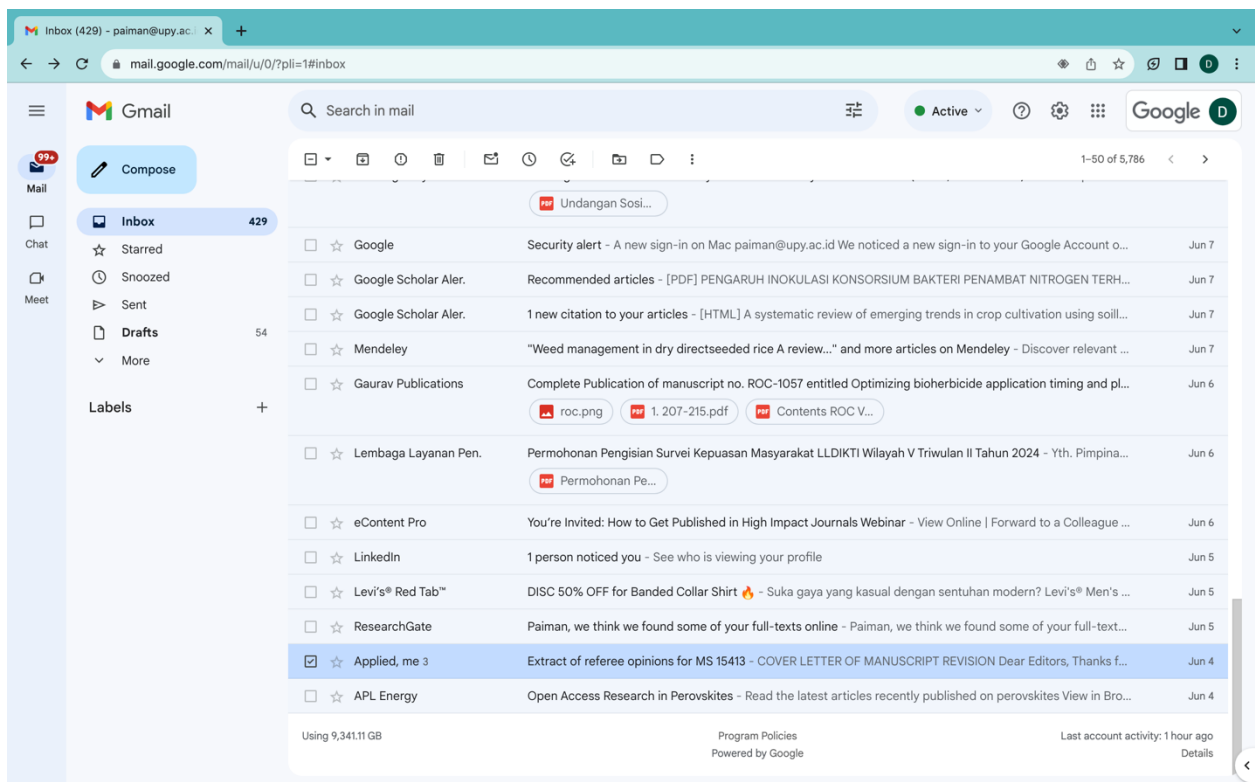 Inbox (429) - paiman@upy.ac.i
mail.google.com/mail/u/0/?pli=1#inbox
D
Gmail
Search in mail
Active
Google D
99+
Mail
Compose
1–50 of 5,786
Undangan Sosi...
Inbox 429
Chat
Starred
Google Security alert - A new sign-in on Mac paiman@upy.ac.id We noticed a new sign-in to your Google Account o... Jun 7
Snoozed
Google Scholar Aler. Recommended articles - [PDF] PENGARUH INOKULASI KONSORSIUM BAKTERI PENAMBAT NITROGEN TERH... Jun 7
Meet
Sent
Google Scholar Aler. 1 new citation to your articles - [HTML] A systematic review of emerging trends in crop cultivation using soill... Jun 7
Drafts 54
Mendeley "Weed management in dry directseeded rice A review..." and more articles on Mendeley - Discover relevant ... Jun 7
More
Gaurav Publications Complete Publication of manuscript no. ROC-1057 entitled Optimizing bioherbicide application timing and pl... Jun 6
Labels
roc.png PDF 1. 207-215.pdf PDF Contents ROC V...
Lembaga Layanan Pen. Permohonan Pengisian Survei Kepuasan Masyarakat LLDIKTI Wilayah V Triwulan II Tahun 2024 - Yth. Pimpina... Jun 6
PDF Permohonan Pe...
eContent Pro You're Invited: How to Get Published in High Impact Journals Webinar - View Online | Forward to a Colleague ... Jun 6
LinkedIn 1 person noticed you - See who is viewing your profile Jun 5
Levi's® Red Tab™ DISC 50% OFF for Banded Collar Shirt 🔥 - Suka gaya yang kasual dengan sentuhan modern? Levi's® Men's ... Jun 5
ResearchGate Paiman, we think we found some of your full-texts online - Paiman, we think we found some of your full-text... Jun 5
Applied, me 3 Extract of referee opinions for MS 15413 - COVER LETTER OF MANUSCRIPT REVISION Dear Editors, Thanks f... Jun 4
APL Energy Open Access Research in Perovskites - Read the latest articles recently published on perovskites View in Bro... Jun 4
Using 9,341.11 GB
Program Policies
Powered by Google
Last account activity: 1 hour ago
Details